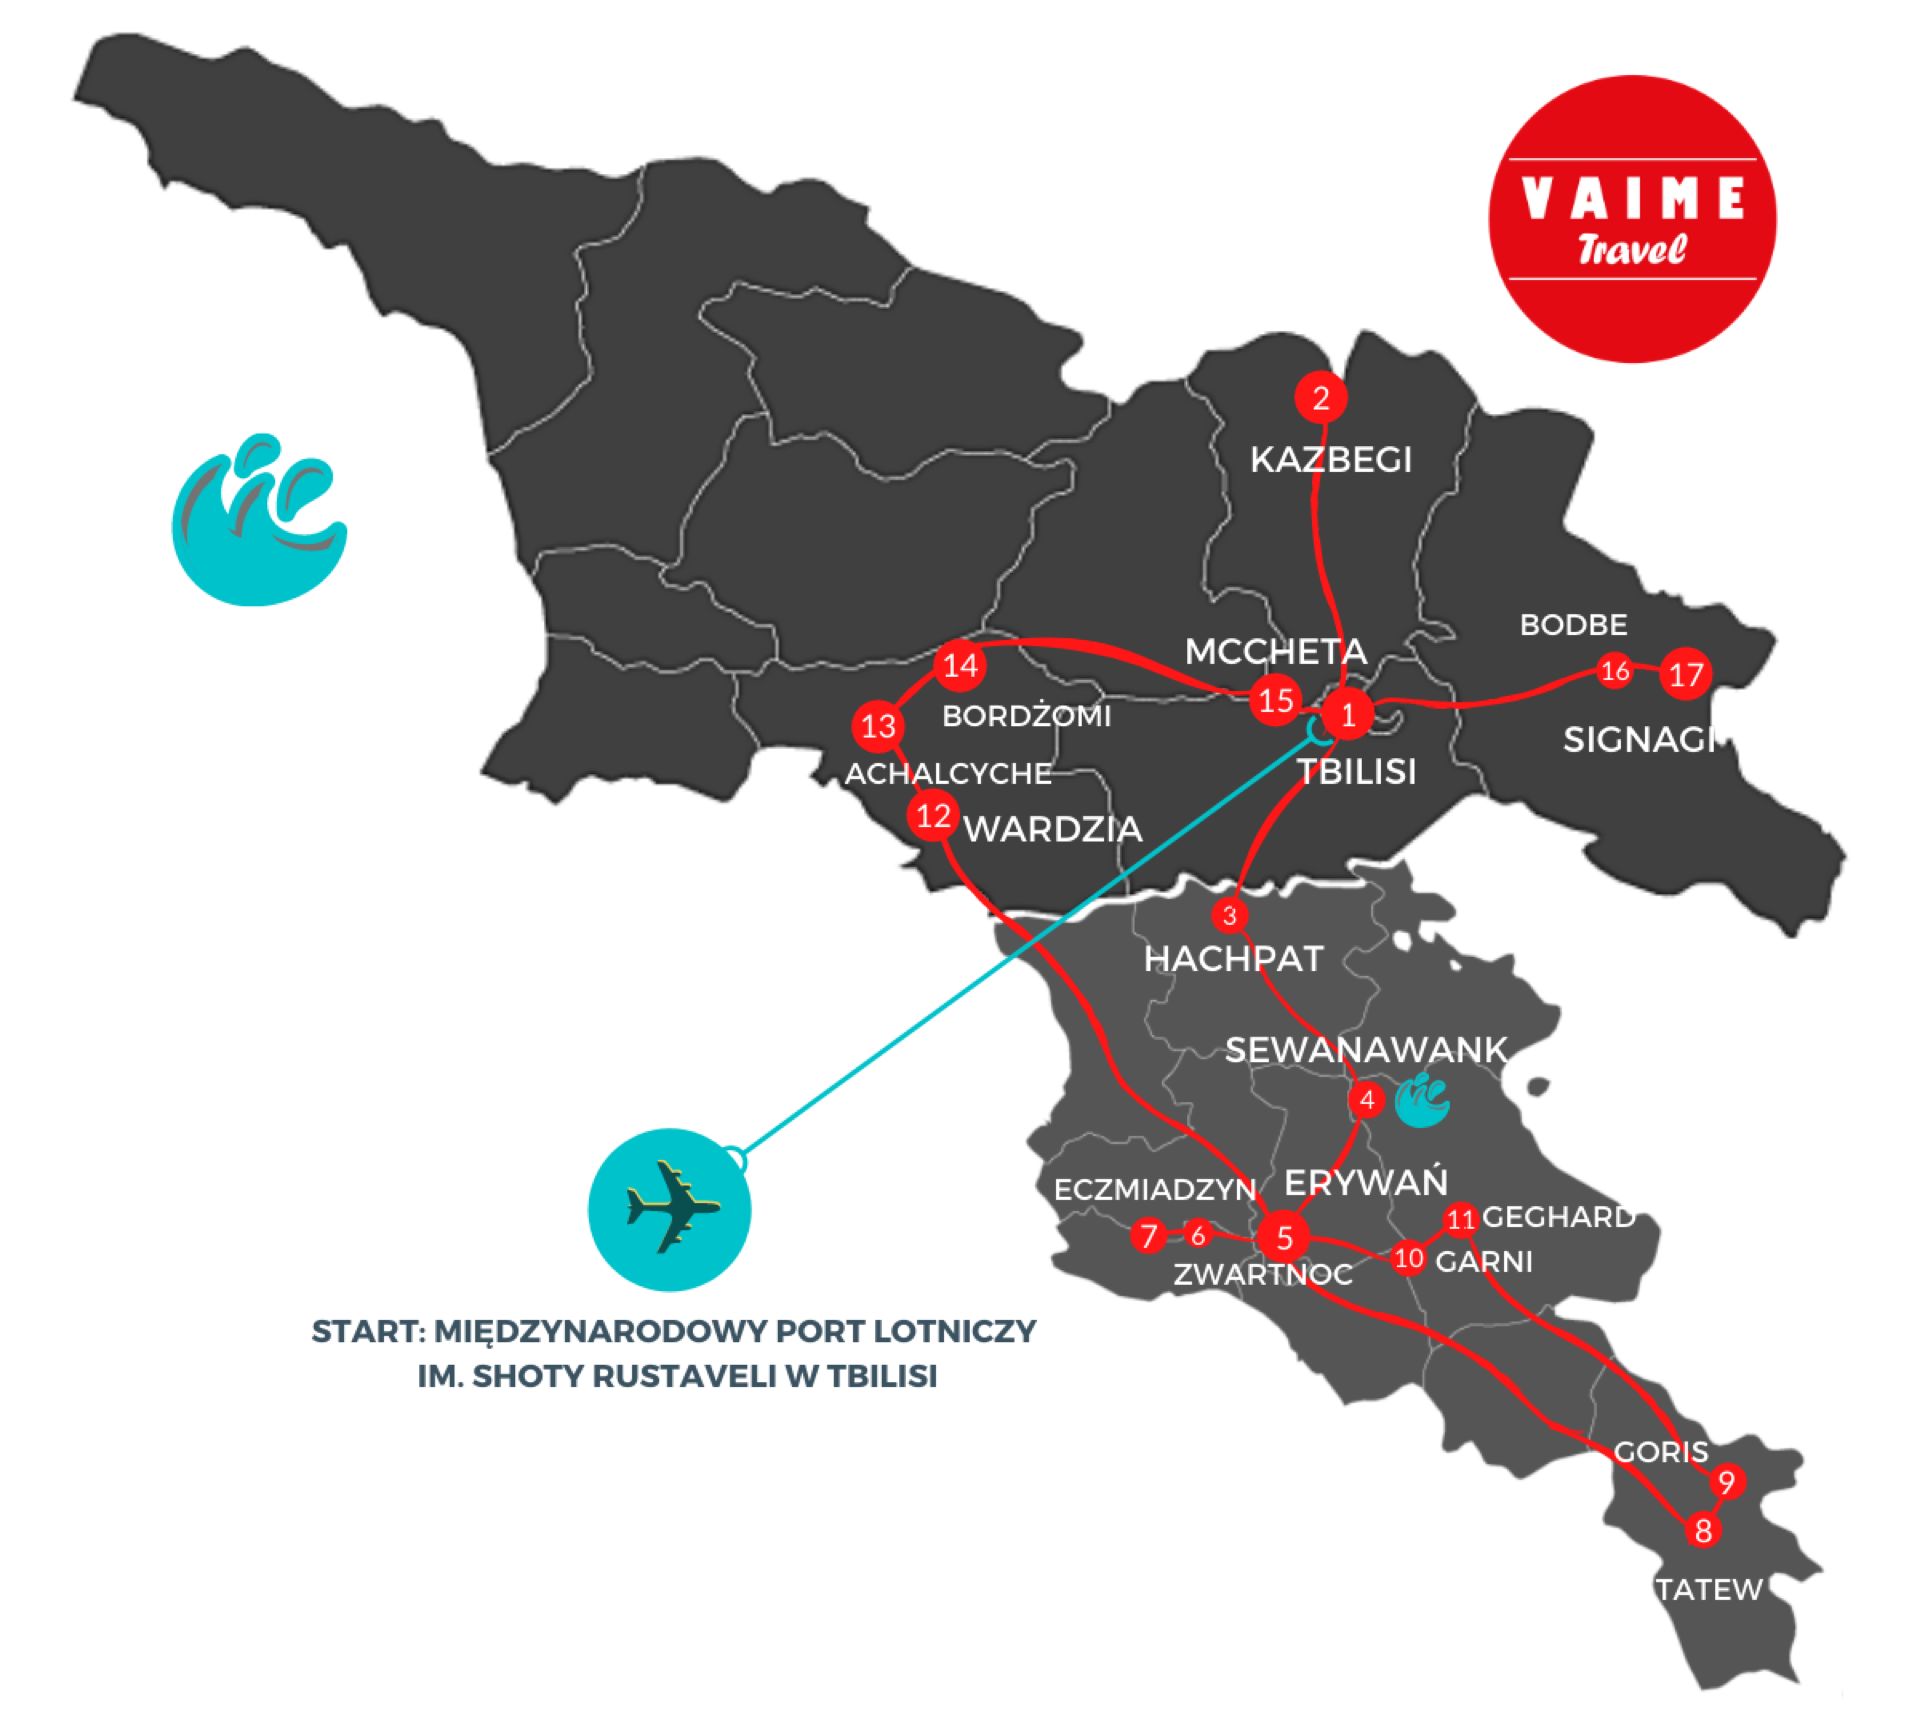 VAIME
Travel
2
KAZBEGI
BODBE
MCCHETA
14
16
17
15
1
13
BORDŻOMI
SIGNAGI
TBILISI
ACHALCYCHE
12
WARDZIA
3
HACHPAT
SEWANAWANK
4
ECZMIADZYN
ERYWAŃ
11
GEGHARD
7
6
5
10
GARNI
ZWARTNOC
START: MIĘDZYNARODOWY PORT LOTNICZY
IM. SHOTY RUSTAVELI W TBILISI
GORIS
9
8
TATEW